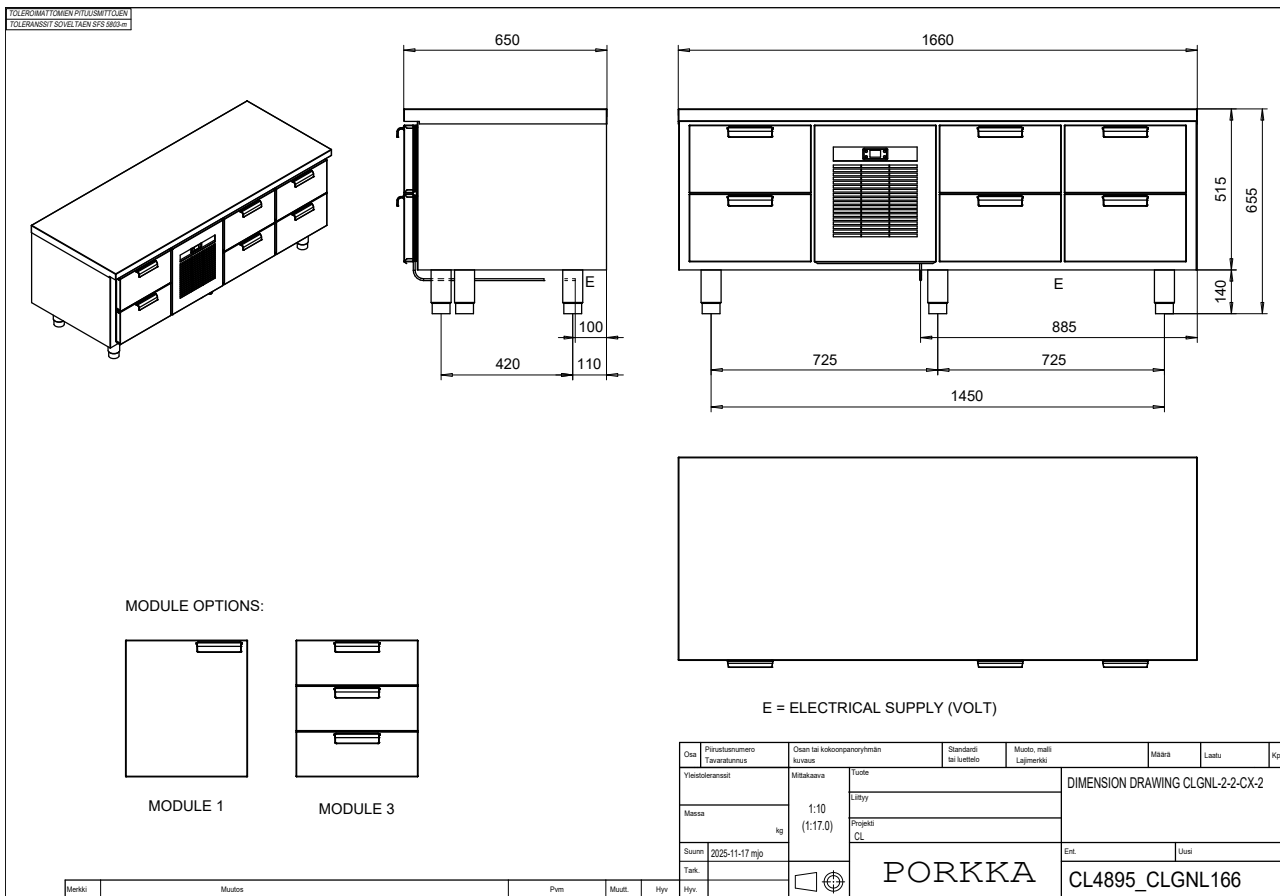 TOLEROIMATTOMIEN PITUUSMITTOJEN
TOLERANSSIT SOVELTAEN SFS 5803-m
650
1660
515
655
140
E
E
100
885
420
110
725
725
1450
MODULE OPTIONS:
MODULE 1
MODULE 3
E = ELECTRICAL SUPPLY (VOLT)
Osa
Piirustusnumero
Tavaratunnus
Osan tai kokoonpanoryhmän
kuvaus
Standardi
tai luettelo
Muoto, malli
Lajimerkki
Määrä
Laatu
Kp
Yleistoleranssit
Mittakaava
1:10
(1:17.0)
Tuote
Liittyy
Projekti
CL
DIMENSION DRAWING CLGNL-2-2-CX-2
Massa
kg
Suunn
2025-11-17 mjo
Tark.
Hyv.
PORKKA
Ent.
Uusi
CL4895_CLGNL166
Merkki
Muutos
Pvm
Muutt.
Hyv